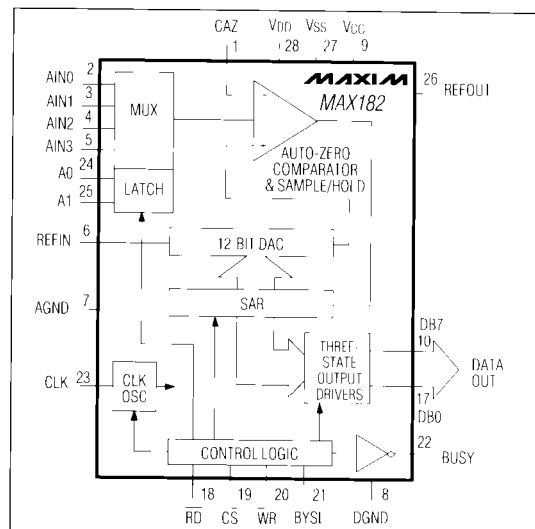 CAZ VDD VSS VCC
1 28 27 9
MAXIM
MAX182
26 REFOUT
AIN0 2
AIN1 3
AIN2 4
AIN3 5
MUX
A0 24
A1 25
LATCH
AUTO-ZERO
COMPARATOR
& SAMPLE/HOLD
REFIN 6
12 BIT DAC
AGND 7
SAR
DB7
10
THREE-
STATE
OUTPUT
DRIVERS
DATA
OUT
17
DB0
CLK 23
CLK
OSC
CONTROL LOGIC
22
BUSY
18 19 20 21 8
RD CS WR BYSL DGND